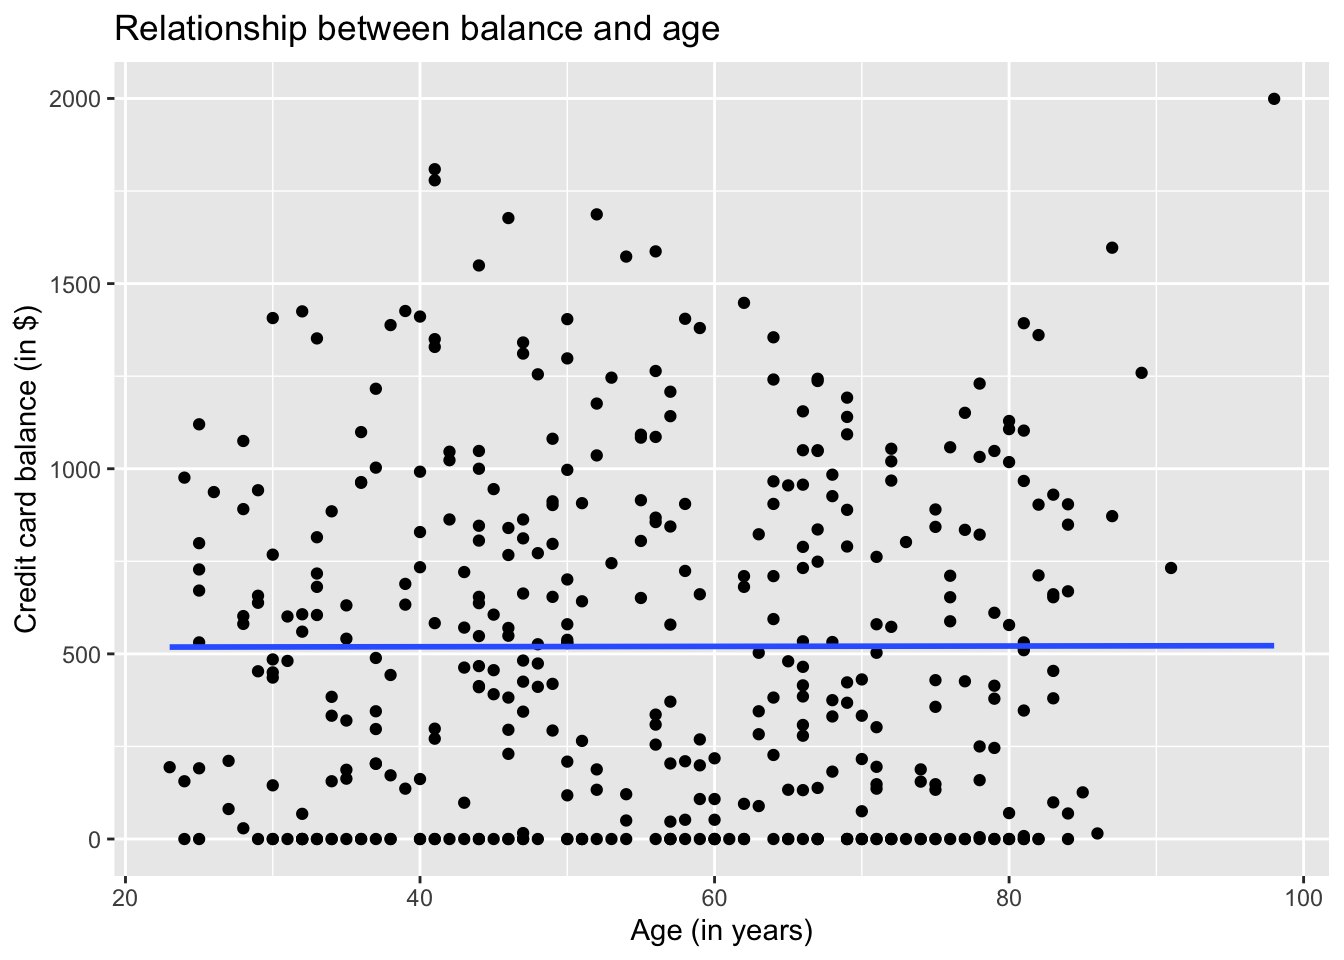 Relationship between balance and age
Credit card balance (in $)
2000
1500
1000
500
0
20 40 60 80 100
Age (in years)